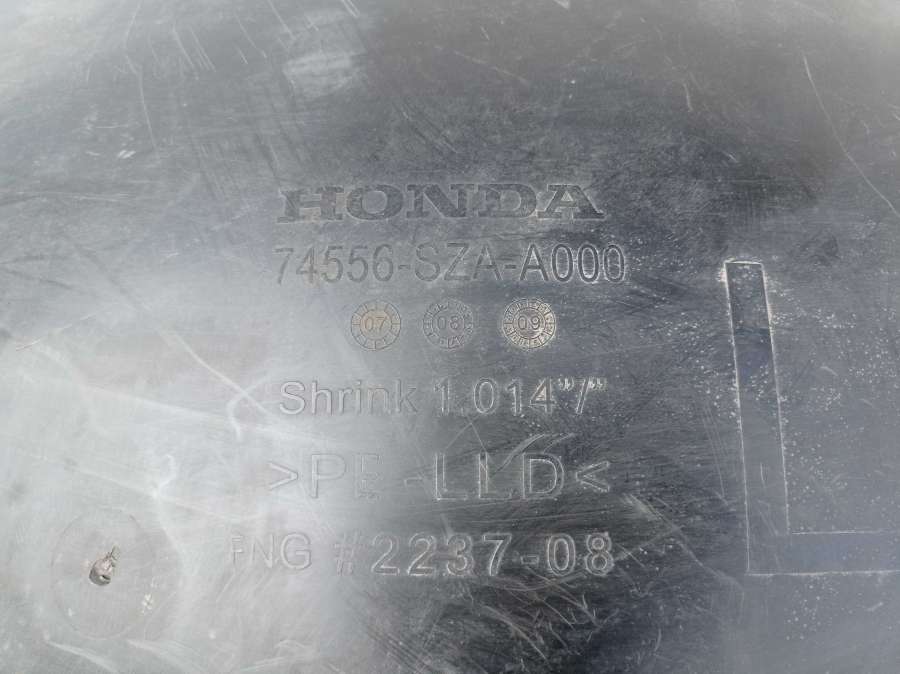 HONDA
74556-SZA-A000
07 08 09
Shrink 1.014"/"
>PE-LLD<
ENG #2237-08
L